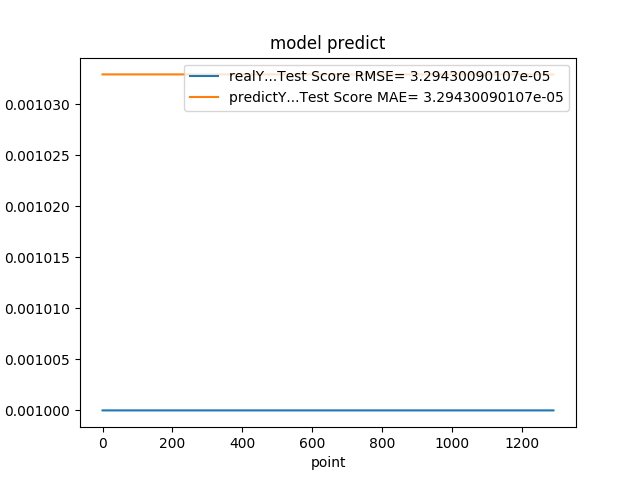 model predict
realY...Test Score RMSE= 3.29430090107e-05
predictY...Test Score MAE= 3.29430090107e-05
0.001030
0.001025
0.001020
0.001015
0.001010
0.001005
0.001000
0 200 400 600 800 1000 1200
point